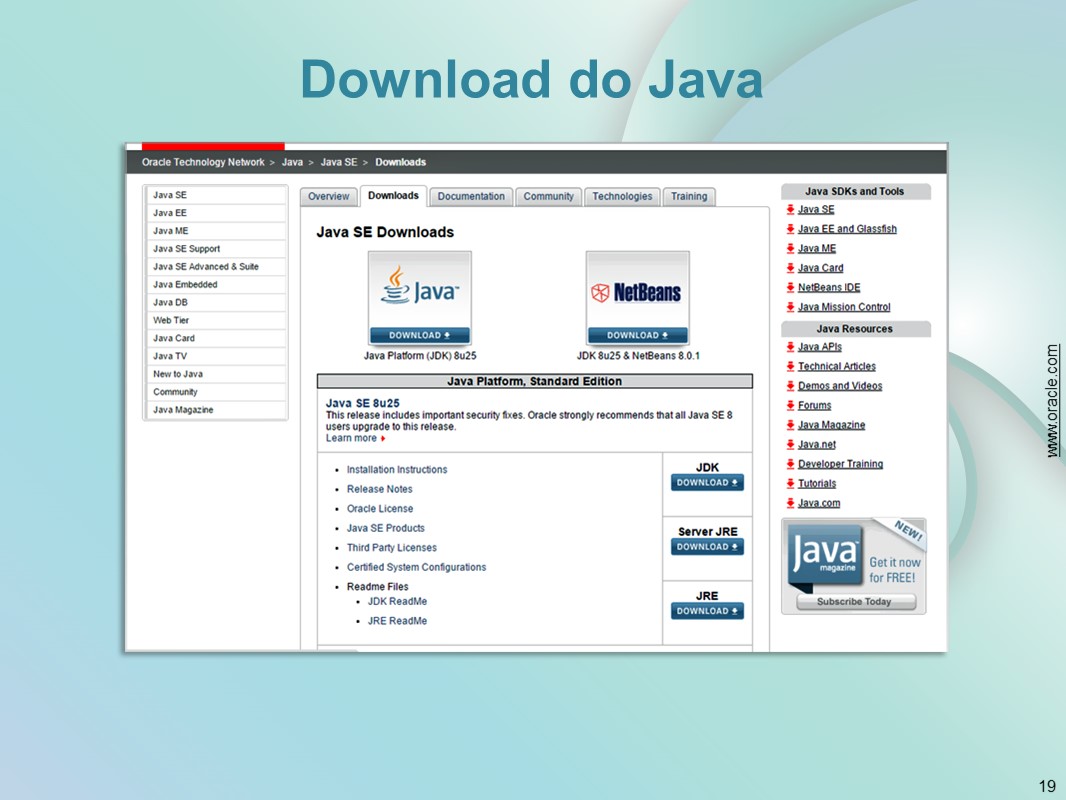 Download do Java
Oracle Technology Network > Java > Java SE > Downloads
Java SE
Java EE
Java ME
Java SE Support
Java SE Advanced & Suite
Java Embedded
Java DB
Web Tier
Java Card
Java TV
New to Java
Community
Java Magazine
Overview Downloads Documentation Community Technologies Training
Java SE Downloads
Java™
DOWNLOAD
Java Platform (JDK) 8u25
NetBeans
DOWNLOAD
JDK 8u25 & NetBeans 8.0.1
Java Platform, Standard Edition
Java SE 8u25
This release includes important security fixes. Oracle strongly recommends that all Java SE 8
users upgrade to this release.
Learn more
• Installation Instructions
• Release Notes
• Oracle License
• Java SE Products
• Third Party Licenses
• Certified System Configurations
• Readme Files
• JDK ReadMe
• JRE ReadMe
JDK
DOWNLOAD
Server JRE
DOWNLOAD
JRE
DOWNLOAD
Java SDKs and Tools
Java SE
Java EE and Glassfish
Java ME
Java Card
NetBeans IDE
Java Mission Control
Java Resources
Java APIs
Technical Articles
Demos and Videos
Forums
Java Magazine
Java.net
Developer Training
Tutorials
Java.com
NEW!
Java™
magazine
Get it now
for FREE!
Subscribe Today
www.oracle.com
19